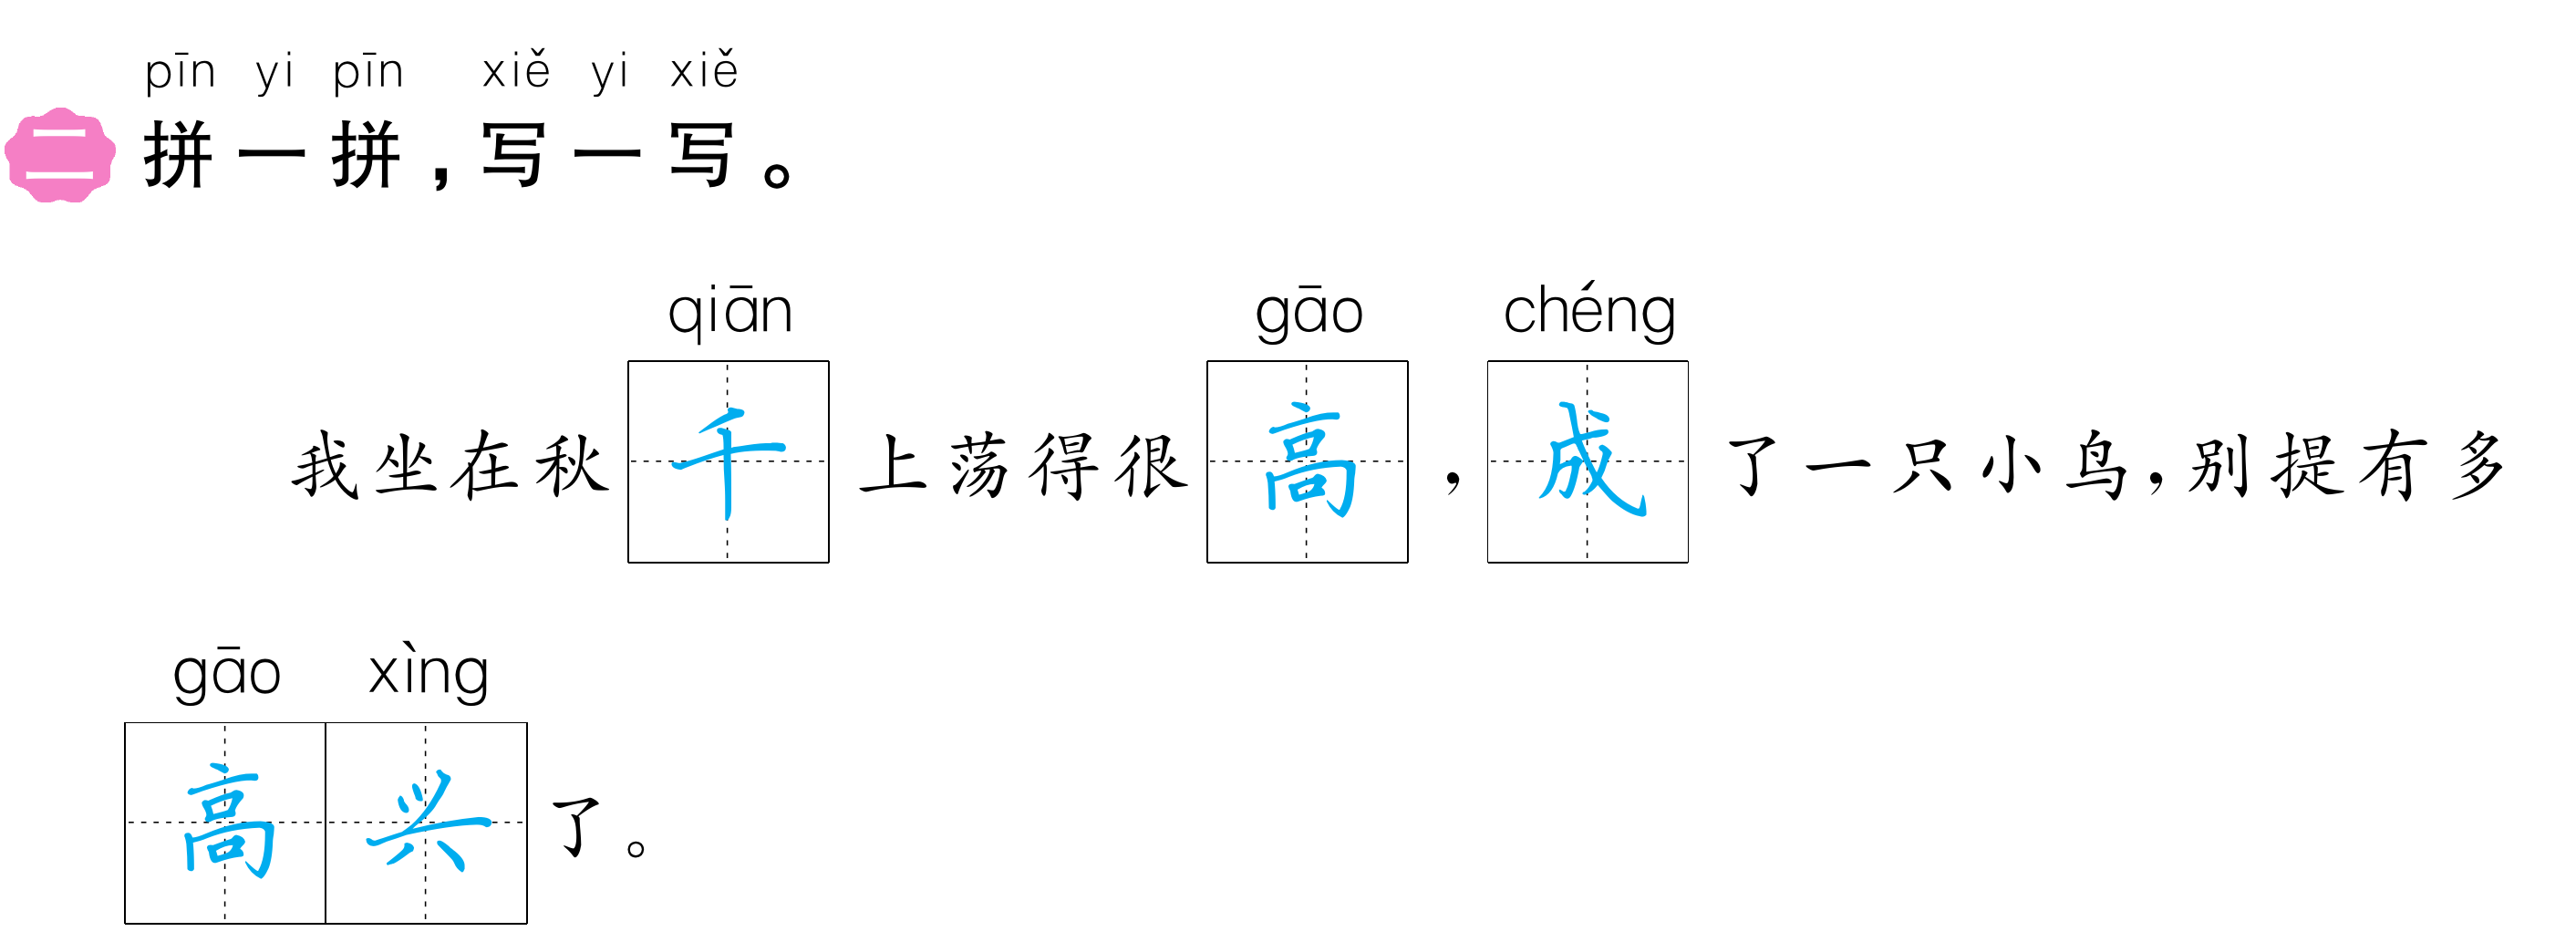 pīn yi pīn xiě yi xiě
二 拼一拼，写一写。
qiān gāo chéng
我坐在秋千上荡得很高，成了一只小鸟，别提有多
gāo xìng
高兴了。